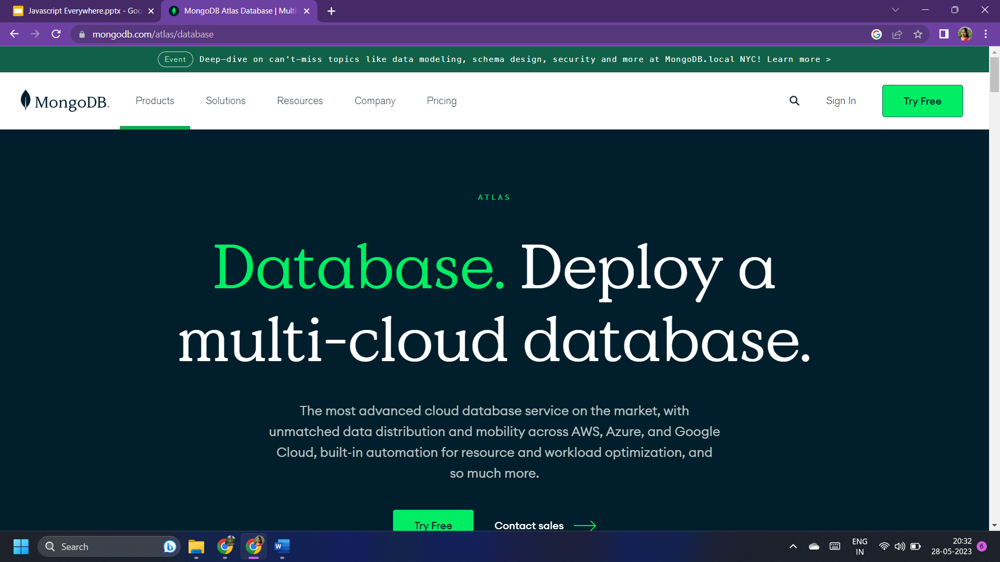 Javascript Everywhere.pptx - Goo
MongoDB Atlas Database | Multi
mongodb.com/atlas/database
Event Deep-dive on can't-miss topics like data modeling, schema design, security and more at MongoDB.local NYC! Learn more >
MongoDB. Products Solutions Resources Company Pricing Sign In Try Free
ATLAS
Database. Deploy a
multi-cloud database.
The most advanced cloud database service on the market, with
unmatched data distribution and mobility across AWS, Azure, and Google
Cloud, built-in automation for resource and workload optimization, and
so much more.
Try Free Contact sales
Search
W
ENG
IN
20:32
28-05-2023
6